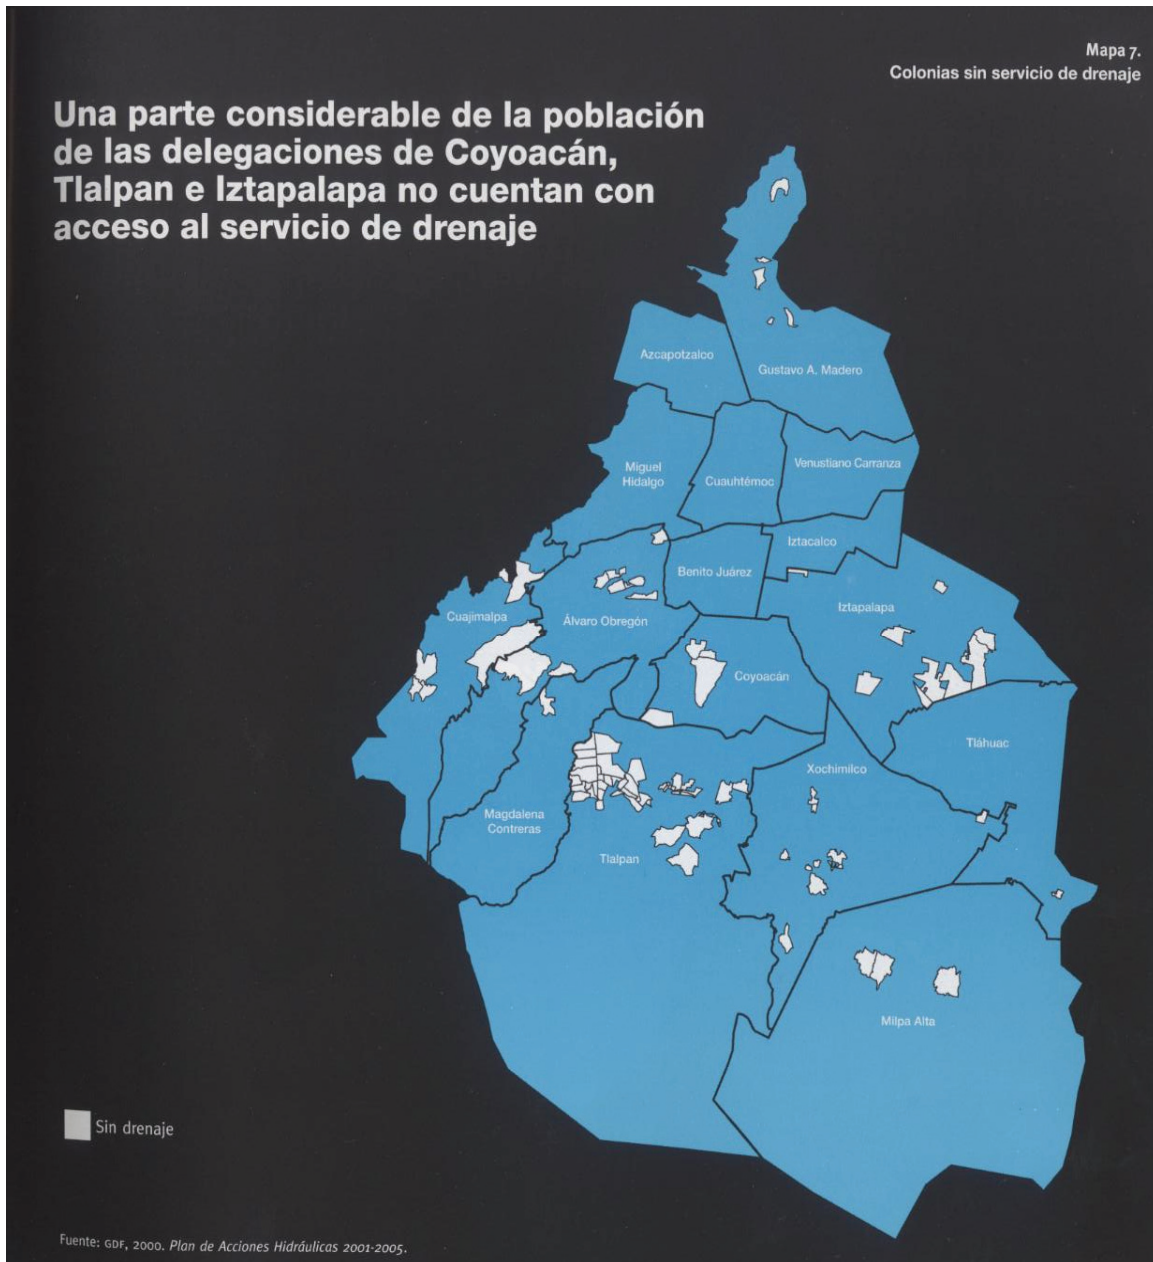 Mapa 7.
Colonias sin servicio de drenaje
Una parte considerable de la población
de las delegaciones de Coyoacán,
Tlalpan e Iztapalapa no cuentan con
acceso al servicio de drenaje
Azcapotzalco
Gustavo A. Madero
Miguel
Hidalgo
Cuauhtémoc
Venustiano Carranza
Iztacalco
Benito Juárez
Iztapalapa
Cuajimalpa
Álvaro Obregón
Coyoacán
Tláhuac
Xochimilco
Magdalena
Contreras
Tlalpan
Milpa Alta
Sin drenaje
Fuente: GDF, 2000. Plan de Acciones Hidráulicas 2001-2005.